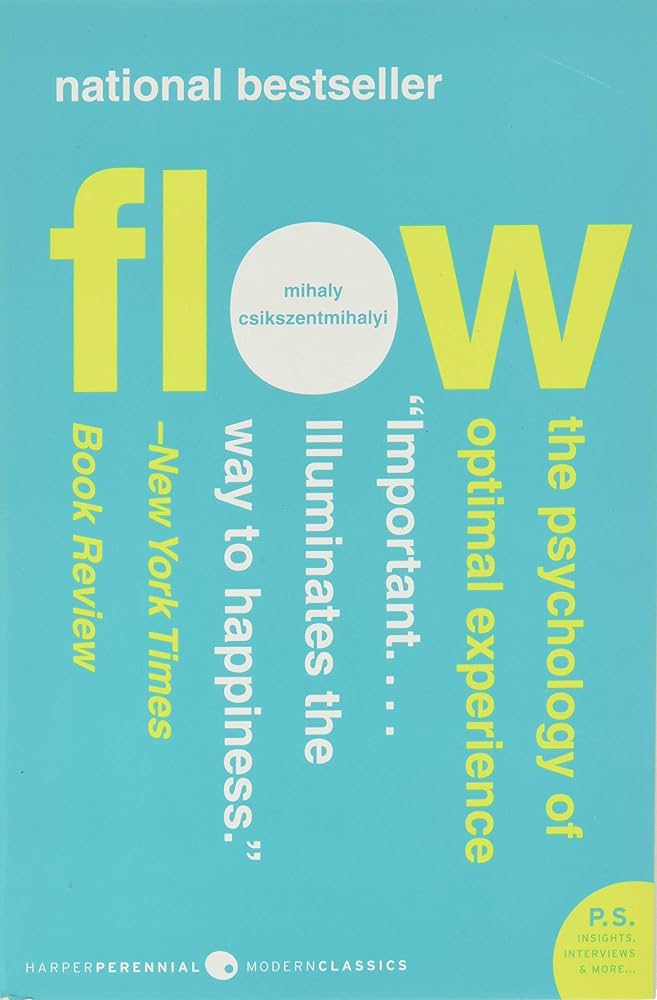 national bestseller
flow
mihaly
csikszentmihalyi
the psychology of
optimal experience
“Important. . . .
Illuminates the
way to happiness.”
–New York Times
Book Review
P.S.
INSIGHTS,
INTERVIEWS
& MORE...
HARPERPERENNIAL MODERNCLASSICS